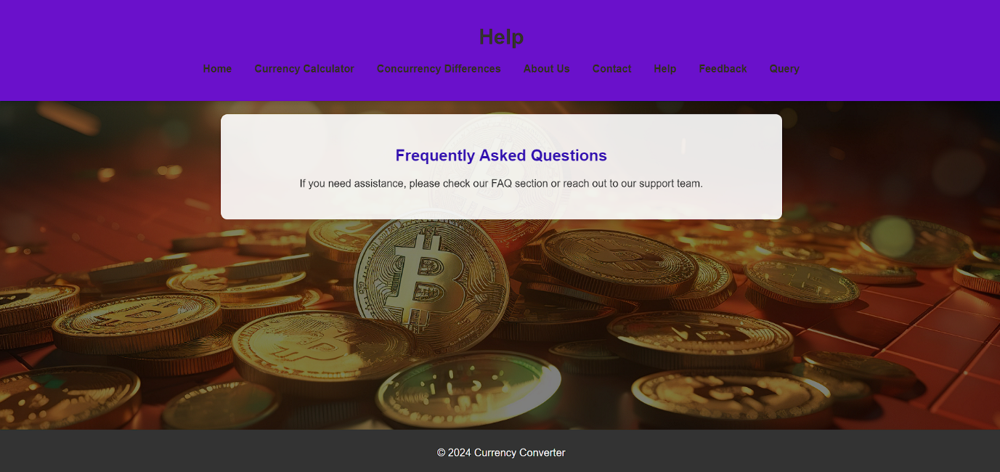 Help
Home Currency Calculator Concurrency Differences About Us Contact Help Feedback Query
Frequently Asked Questions
If you need assistance, please check our FAQ section or reach out to our support team.
© 2024 Currency Converter